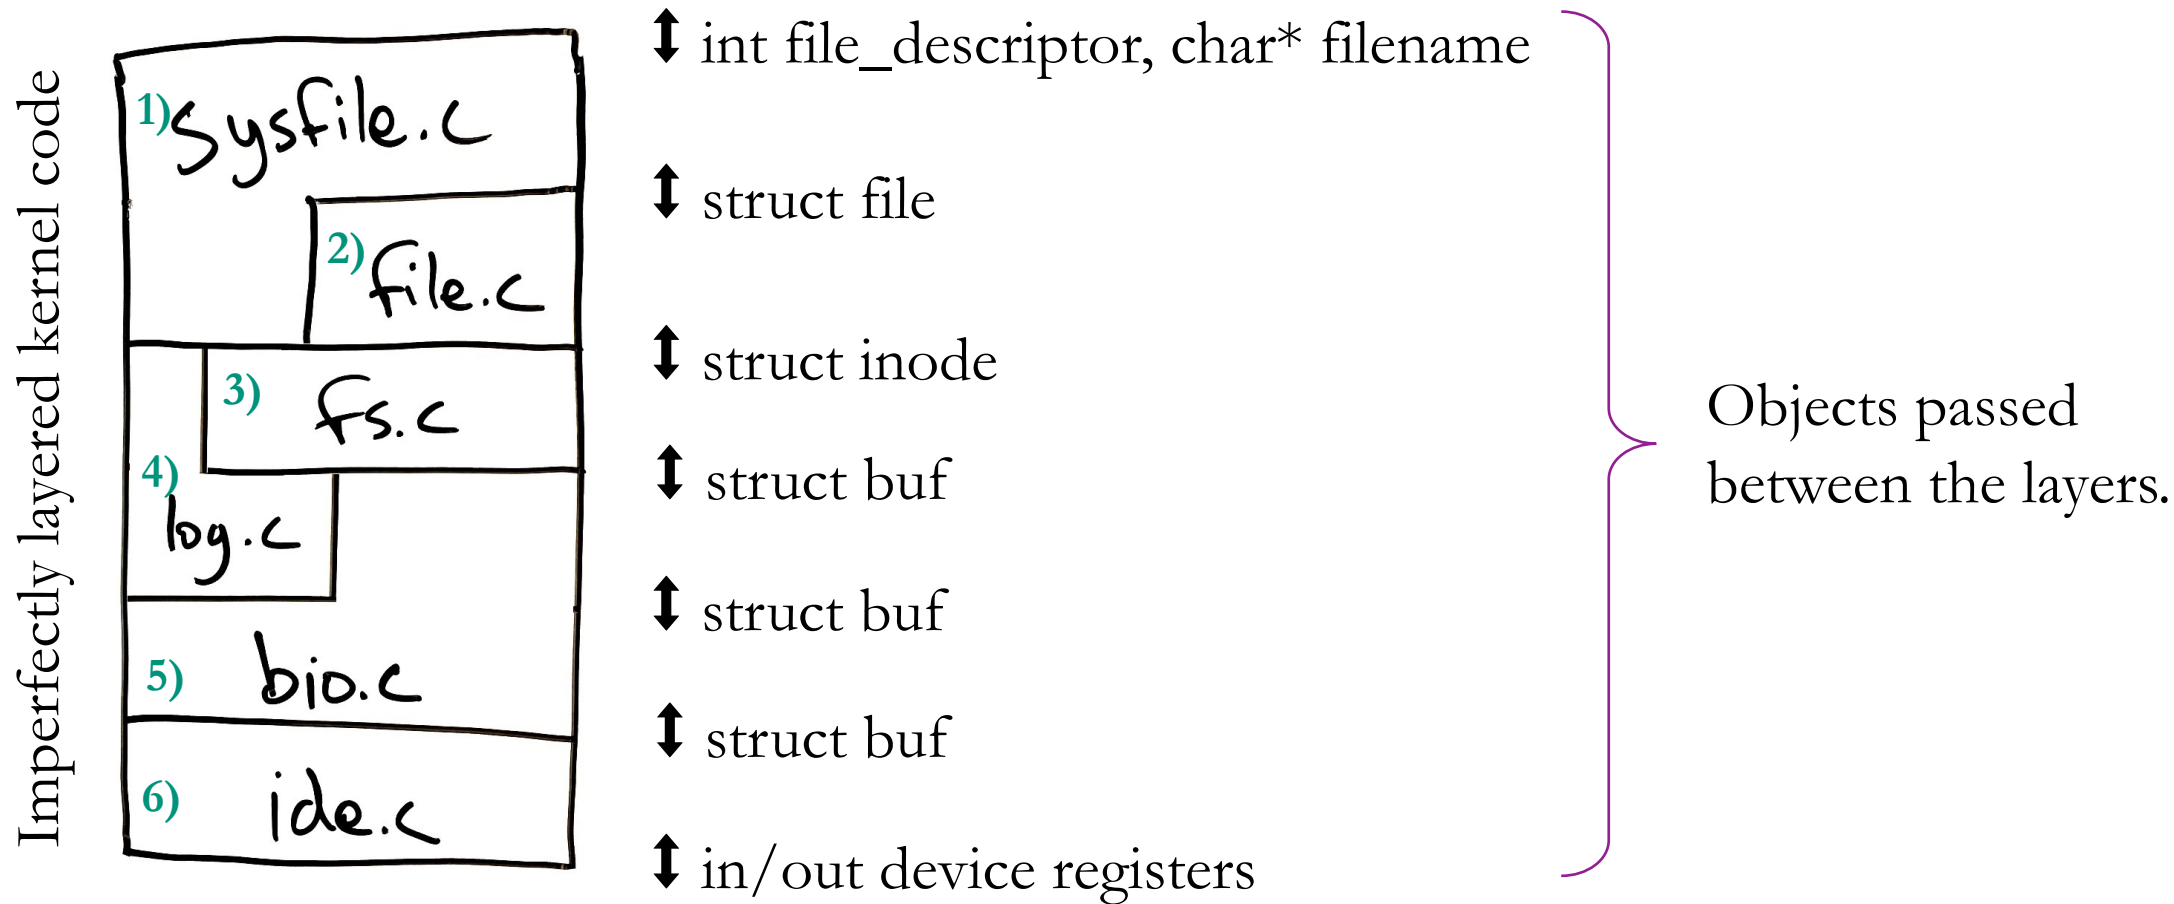 Imperfectly layered kernel code
1) sysfile.c
2) file.c
3) fs.c
4) log.c
5) bio.c
6) ide.c
int file_descriptor, char* filename
struct file
struct inode
struct buf
struct buf
struct buf
in/out device registers
Objects passed
between the layers.